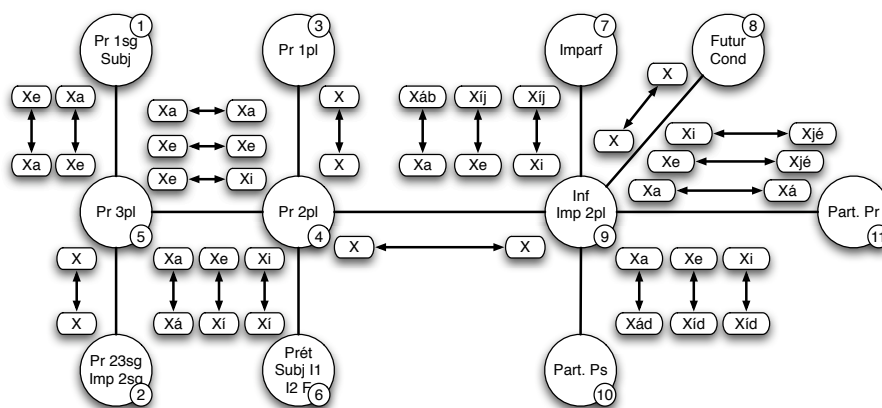 1
3
7
8
Pr 1sg
Subj
Pr 1pl
Imparf
Futur
Cond
Xe Xa
Xa Xe
Xa Xa
Xe Xe
Xe Xi
X
X
Xáb Xíj Xíj
Xa Xe Xi
X
X
Xi Xjé
Xe Xjé
Xa Xá
Pr 3pl
5
Pr 2pl
4
Inf
Imp 2pl
9
Part. Pr
11
X
X
Xa Xe Xi
Xá Xí Xí
X X
Xa Xe Xi
Xád Xíd Xíd
Pr 23sg
Imp 2sg
2
Prét
Subj I1
I2 F
6
Part. Ps
10